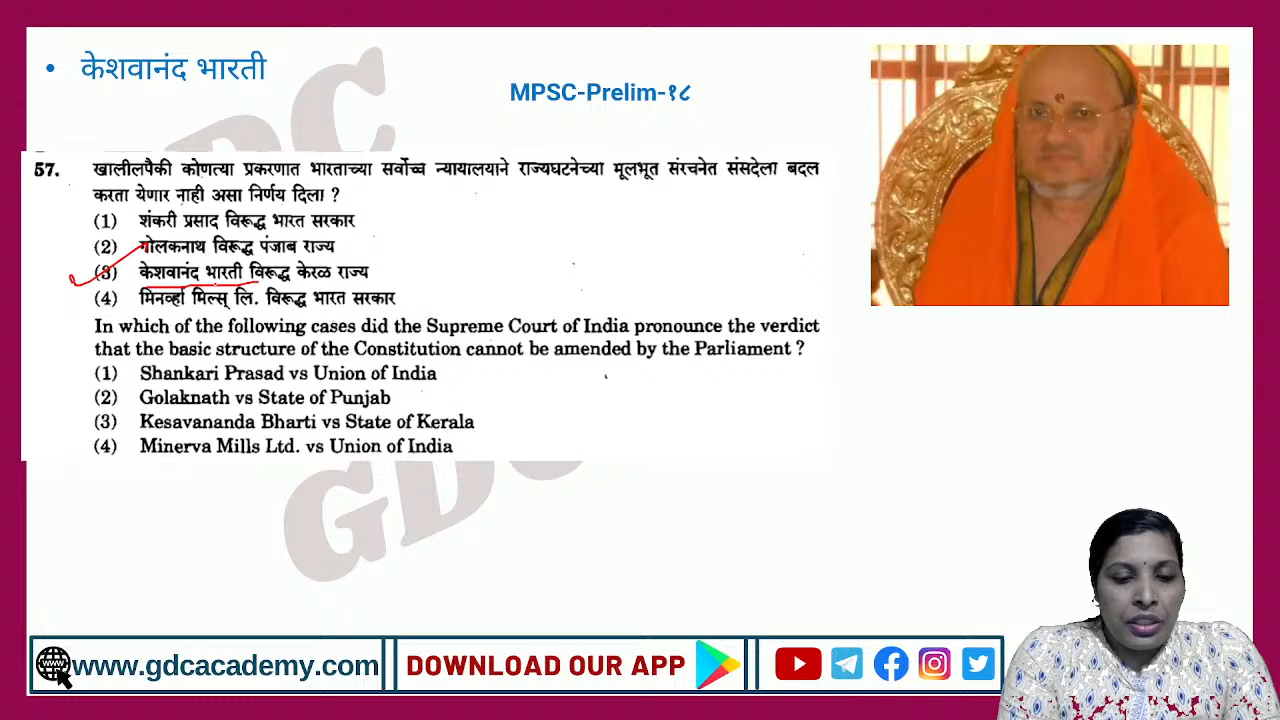 • केशवानंद भारती
MPSC-Prelim-१८
57. खालीलपैकी कोणत्या प्रकरणात भारताच्या सर्वोच्च न्यायालयाने राज्यघटनेच्या मूलभूत संरचनेत संसदेला बदल
करता येणार नाही असा निर्णय दिला ?
(1) शंकरी प्रसाद विरूद्ध भारत सरकार
(2) गोलकनाथ विरूद्ध पंजाब राज्य
(3) केशवानंद भारती विरूद्ध केरळ राज्य
(4) मिनर्व्हा मिल्स् लि. विरूद्ध भारत सरकार
In which of the following cases did the Supreme Court of India pronounce the verdict
that the basic structure of the Constitution cannot be amended by the Parliament ?
(1) Shankari Prasad vs Union of India
(2) Golaknath vs State of Punjab
(3) Kesavananda Bharti vs State of Kerala
(4) Minerva Mills Ltd. vs Union of India
GDC
GDC
www.gdcacademy.com
DOWNLOAD OUR APP